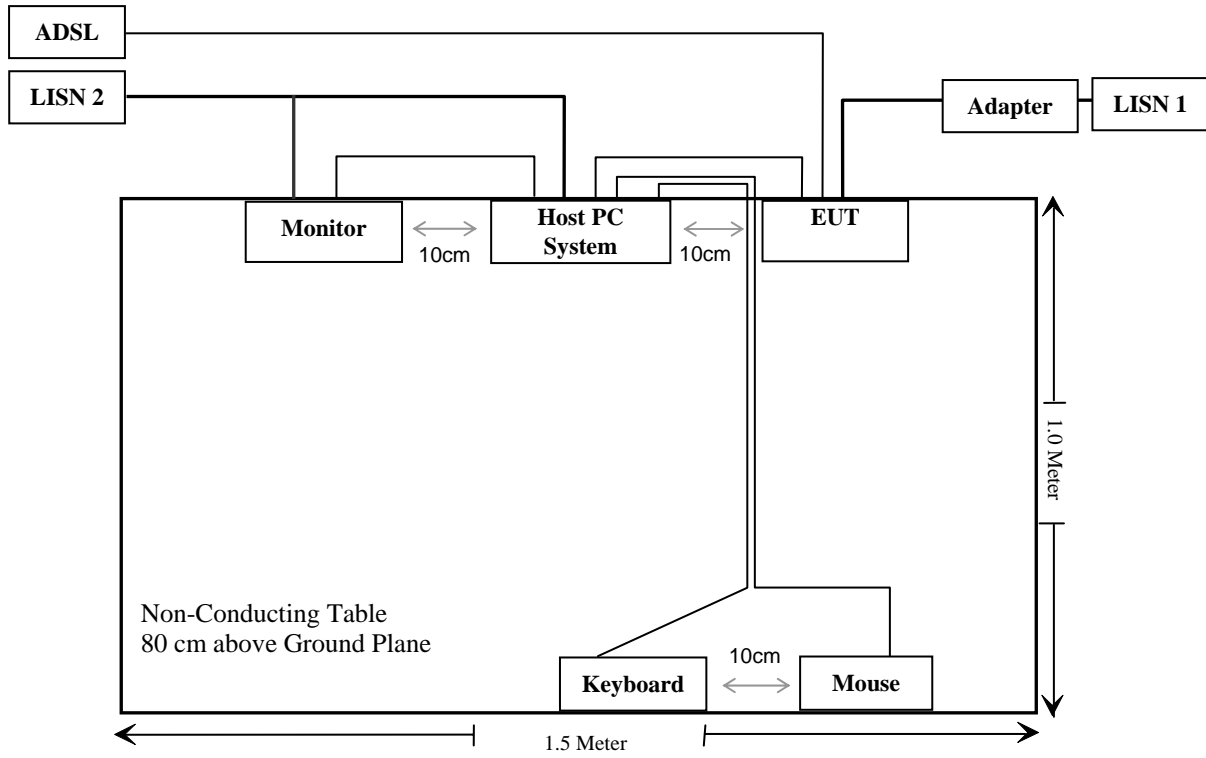 ADSL
LISN 2
Adapter
LISN 1
Monitor
10cm
Host PC
System
10cm
EUT
1.0 Meter
Non-Conducting Table
80 cm above Ground Plane
Keyboard
10cm
Mouse
1.5 Meter